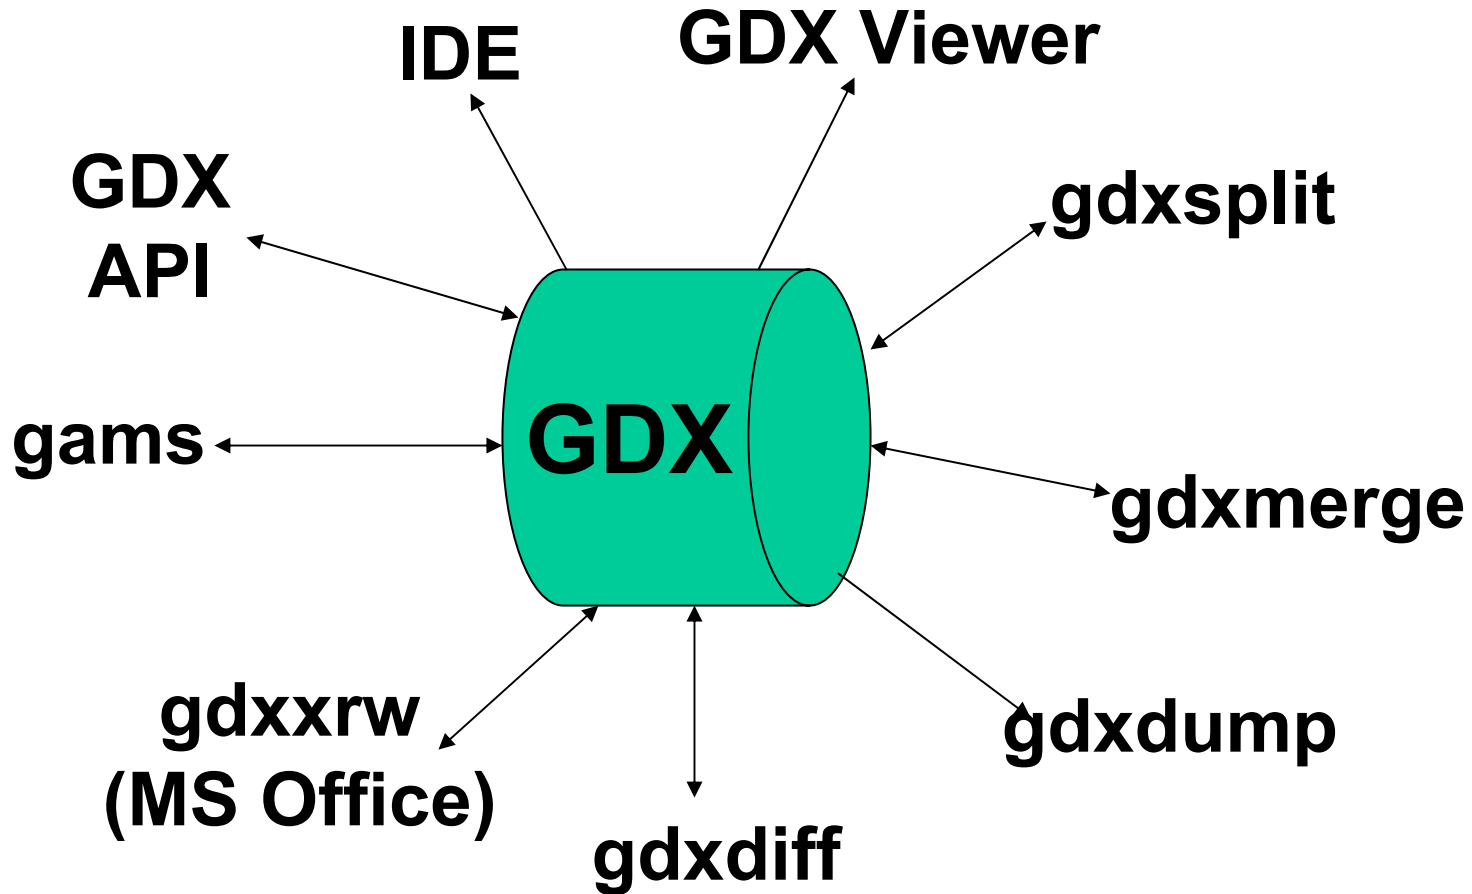 IDE
GDX Viewer
GDX
API
gdxsplit
gams
GDX
gdxmerge
gdxxrw
(MS Office)
gdxdump
gdxdiff